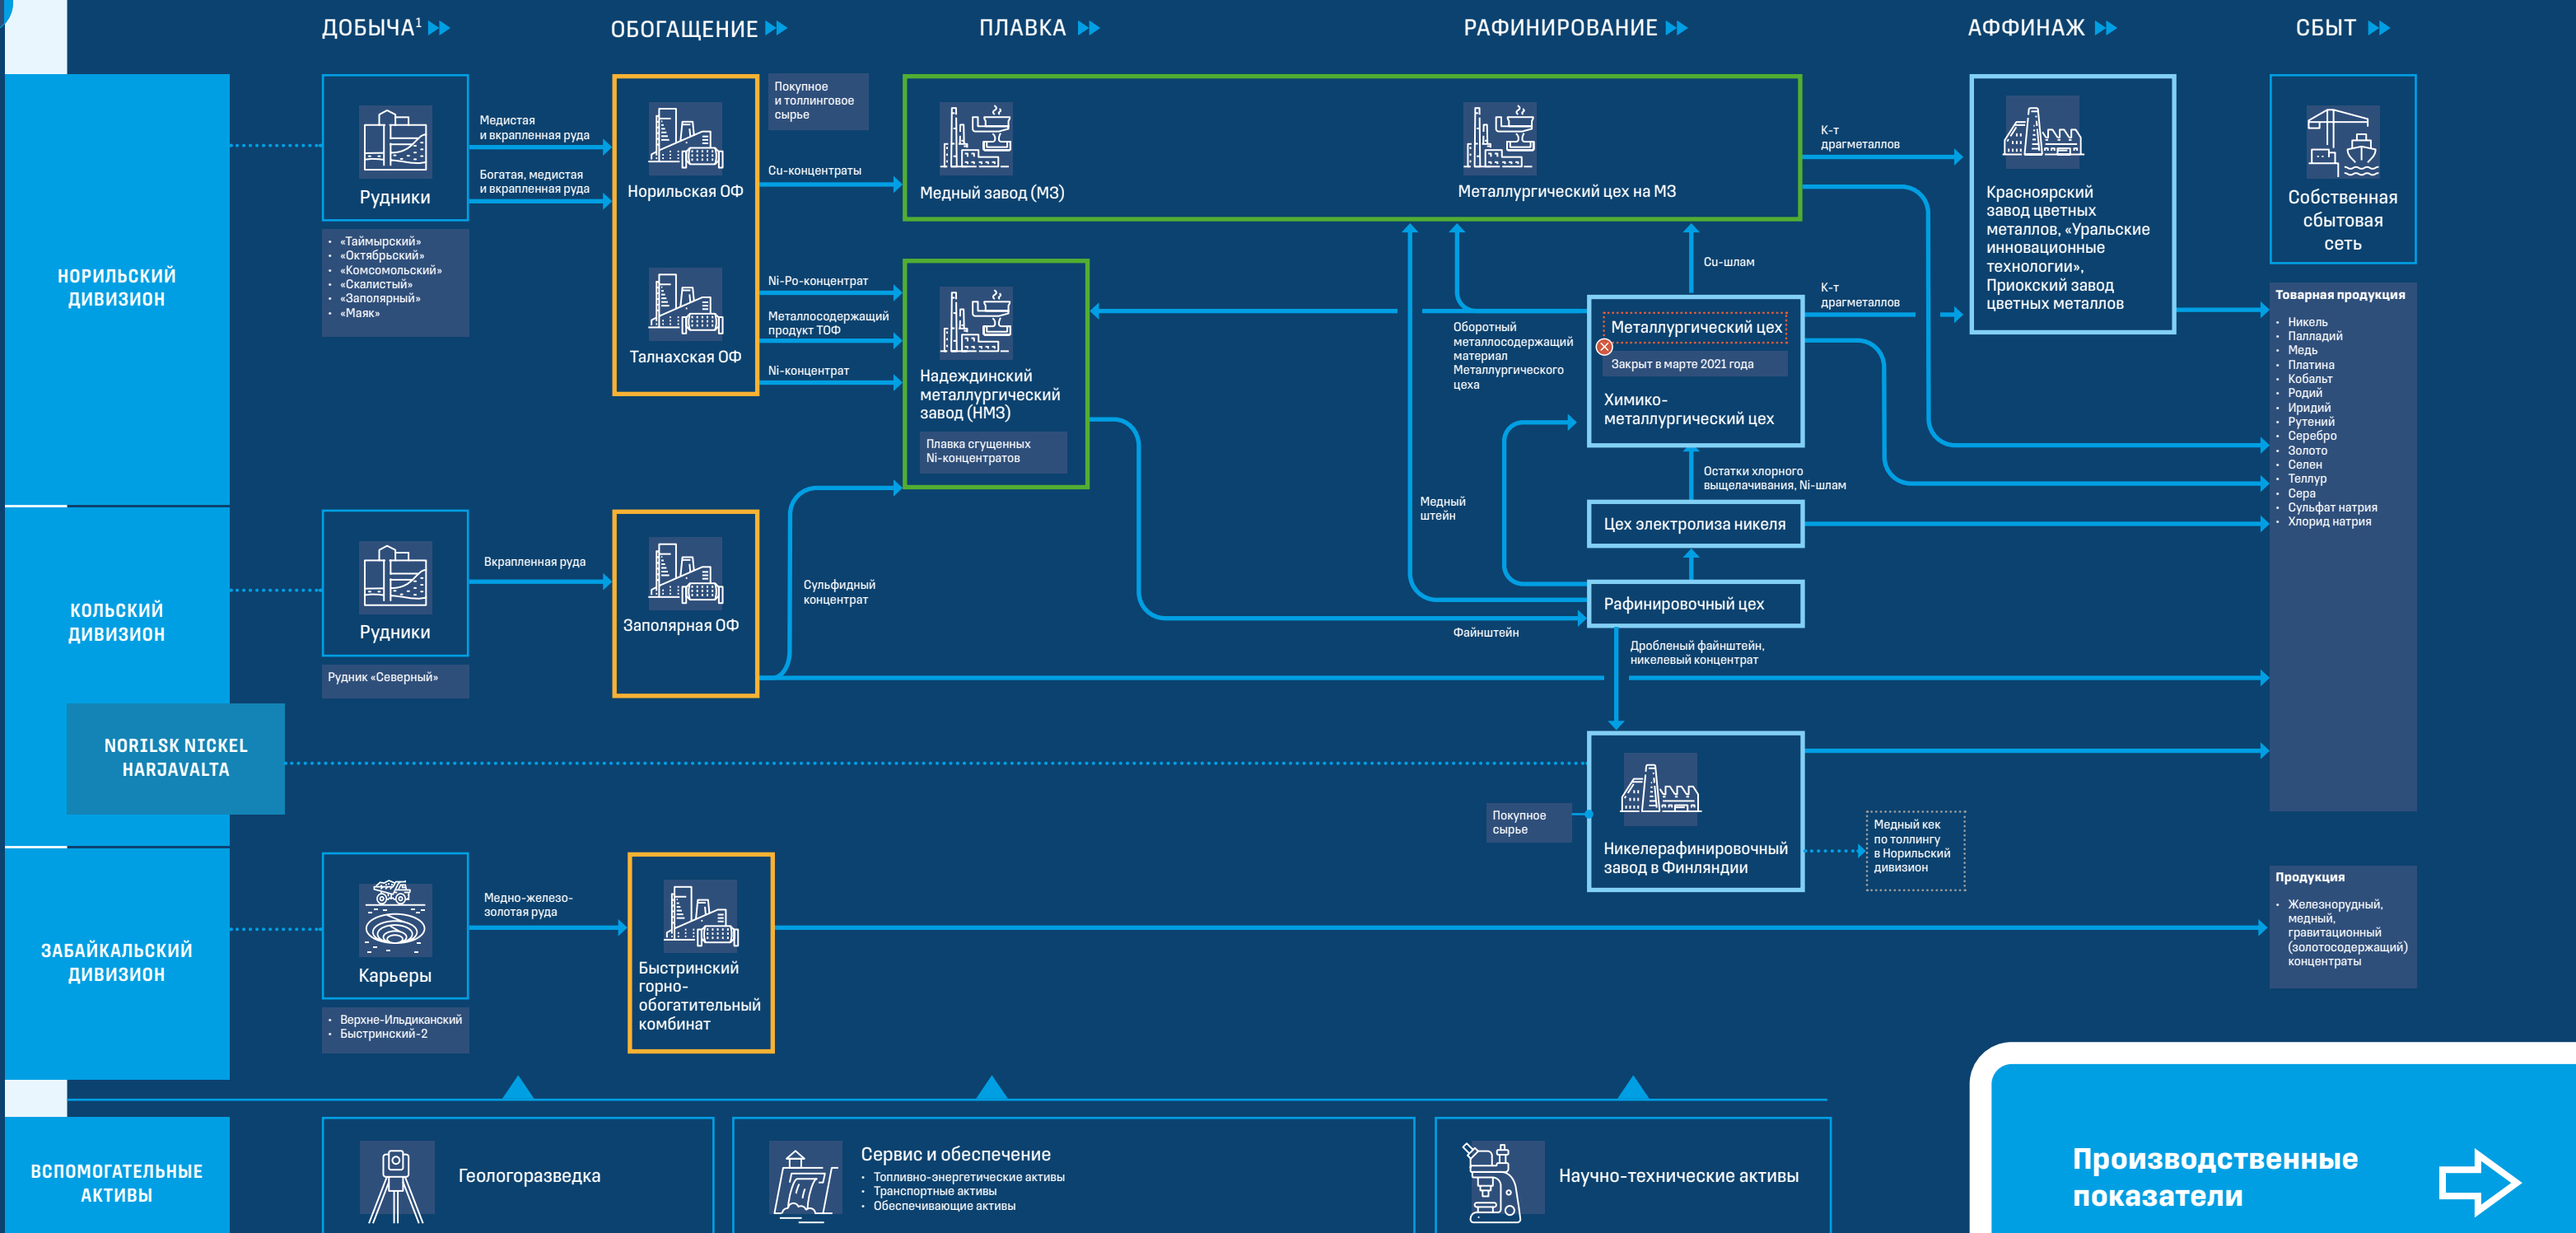 ДОБЫЧА¹
ОБОГАЩЕНИЕ
ПЛАВКА
РАФИНИРОВАНИЕ
АФФИНАЖ
СБЫТ
НОРИЛЬСКИЙ
ДИВИЗИОН
Рудники
• «Таймырский»
• «Октябрьский»
• «Комсомольский»
• «Скалистый»
• «Заполярный»
• «Маяк»
Медистая
и вкрапленная руда
Богатая, медистая
и вкрапленная руда
Норильская ОФ
Талнахская ОФ
Покупное
и толлинговое
сырье
Cu-концентраты
Ni-Po-концентрат
Металлосодержащий
продукт ТОФ
Ni-концентрат
Медный завод (МЗ)
Металлургический цех на МЗ
Надеждинский
металлургический
завод (НМЗ)
Плавка сгущенных
Ni-концентратов
К-т
драгметаллов
Cu-шлам
К-т
драгметаллов
Оборотный
металлосодержащий
материал
Металлургического
цеха
Металлургический цех
Закрыт в марте 2021 года
Химико-
металлургический цех
Остатки хлорного
выщелачивания, Ni-шлам
Медный
штейн
Цех электролиза никеля
Рафинировочный цех
Файнштейн
Дробленый файнштейн,
никелевый концентрат
Красноярский
завод цветных
металлов, «Уральские
инновационные
технологии»,
Приокский завод
цветных металлов
Собственная
сбытовая
сеть
Товарная продукция
• Никель
• Палладий
• Медь
• Платина
• Кобальт
• Родий
• Иридий
• Рутений
• Серебро
• Золото
• Селен
• Теллур
• Сера
• Сульфат натрия
• Хлорид натрия
КОЛЬСКИЙ
ДИВИЗИОН
Рудники
Рудник «Северный»
Вкрапленная руда
Заполярная ОФ
Сульфидный
концентрат
NORILSK NICKEL
HARJAVALTA
Покупное
сырье
Никелерафинировочный
завод в Финляндии
Медный кек
по толлингу
в Норильский
дивизион
ЗАБАЙКАЛЬСКИЙ
ДИВИЗИОН
Карьеры
• Верхне-Ильдиканский
• Быстринский-2
Медно-железо-
золотая руда
Быстринский
горно-
обогатительный
комбинат
Продукция
• Железнорудный,
медный,
гравитационный
(золотосодержащий)
концентраты
ВСПОМОГАТЕЛЬНЫЕ
АКТИВЫ
Геологоразведка
Сервис и обеспечение
• Топливно-энергетические активы
• Транспортные активы
• Обеспечивающие активы
Научно-технические активы
Производственные
показатели